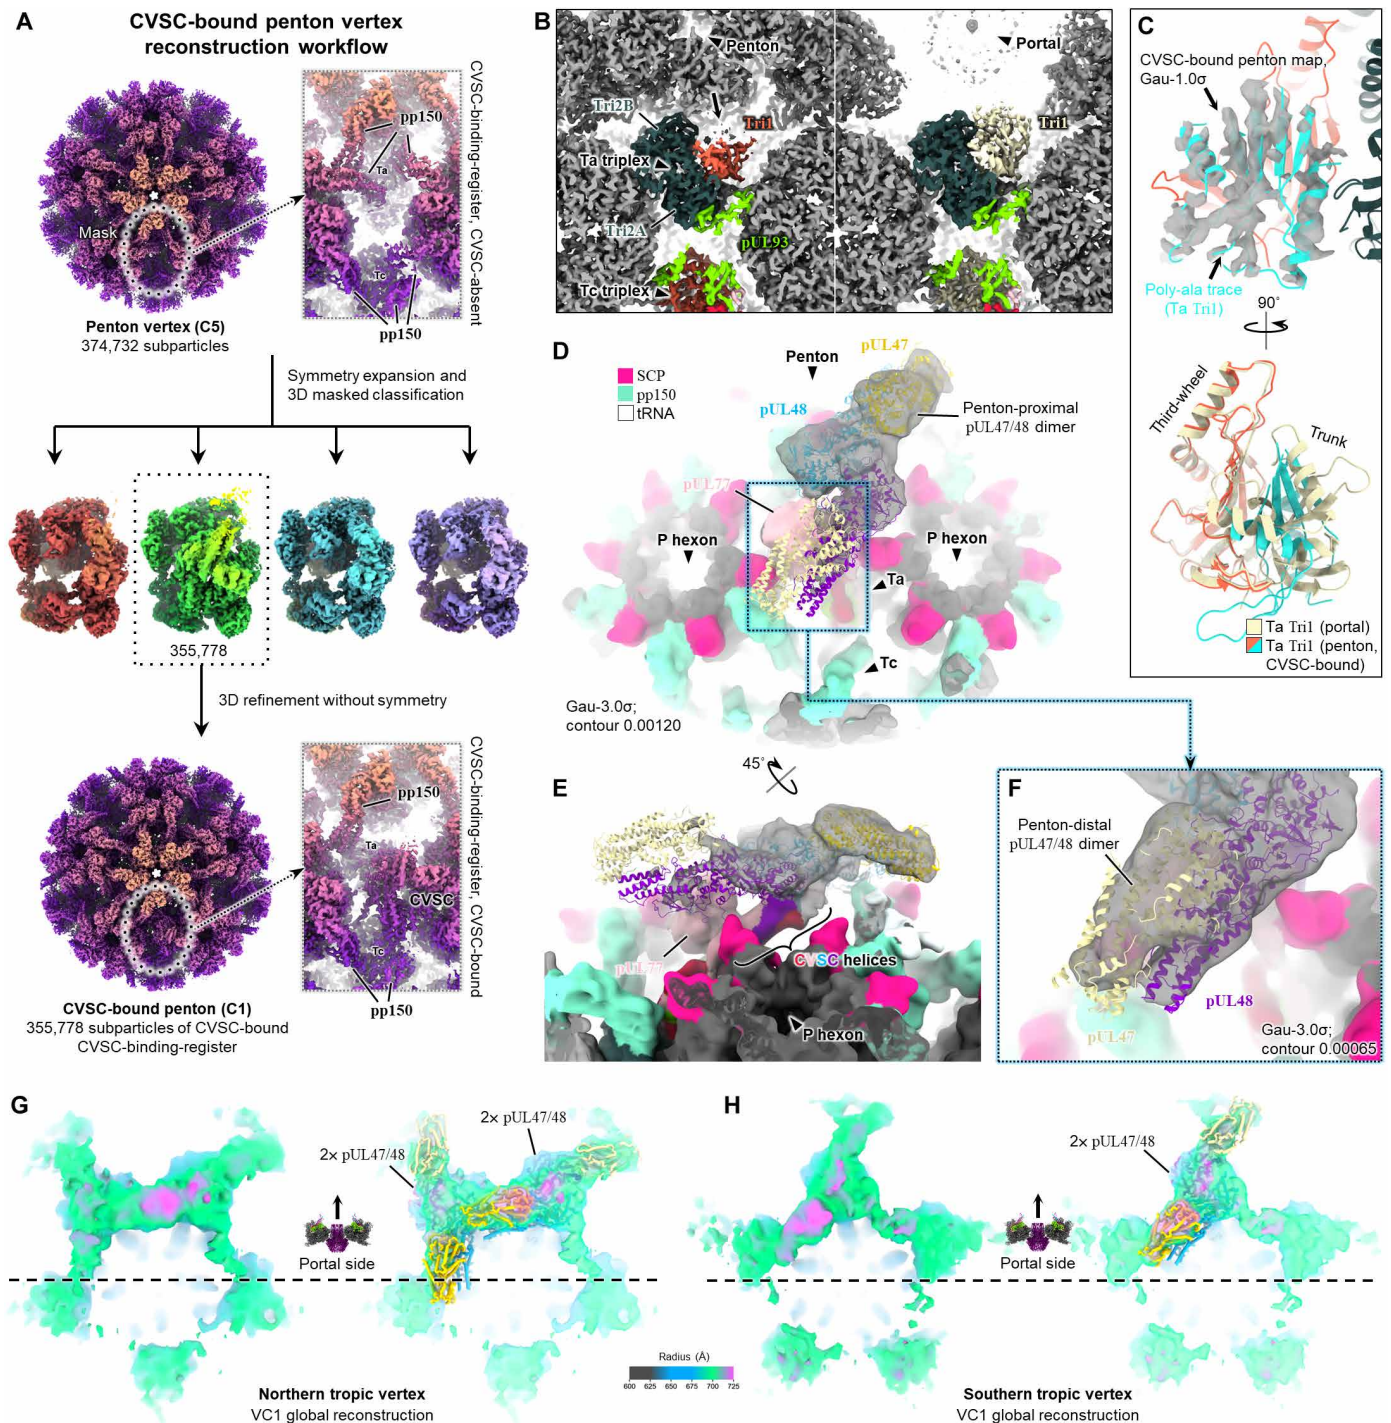 A
CVSC-bound penton vertex
reconstruction workflow
Mask
Penton vertex (C5)
374,732 subparticles
pp150
Ta
Tc
pp150
CVSC-binding-register, CVSC-absent
Symmetry expansion and
3D masked classification
355,778
3D refinement without symmetry
CVSC-bound penton (C1)
355,778 subparticles of CVSC-bound
CVSC-binding-register
pp150
Ta
CVSC
Tc
pp150
CVSC-binding-register, CVSC-bound
B
Penton
Portal
Tri2B
Tri1
Tri1
Ta triplex
Tri2A
pUL93
Tc triplex
C
CVSC-bound penton map,
Gau-1.0σ
Poly-ala trace
(Ta Tri1)
90°
Third-wheel
Trunk
Ta Tri1 (portal)
Ta Tri1 (penton,
CVSC-bound)
D
SCP
pp150
tRNA
Penton
pUL47
pUL48
Penton-proximal
pUL47/48 dimer
pUL77
P hexon
P hexon
Ta
Tc
Gau-3.0σ;
contour 0.00120
45°
E
pUL77
CVSC helices
P hexon
F
Penton-distal
pUL47/48
dimer
pUL48
pUL47
Gau-3.0σ;
contour 0.00065
G
2× pUL47/48
2× pUL47/48
Portal side
Northern tropic vertex
VC1 global reconstruction
Radius (Å)
600 625 650 675 700 725
H
2× pUL47/48
Portal side
Southern tropic vertex
VC1 global reconstruction